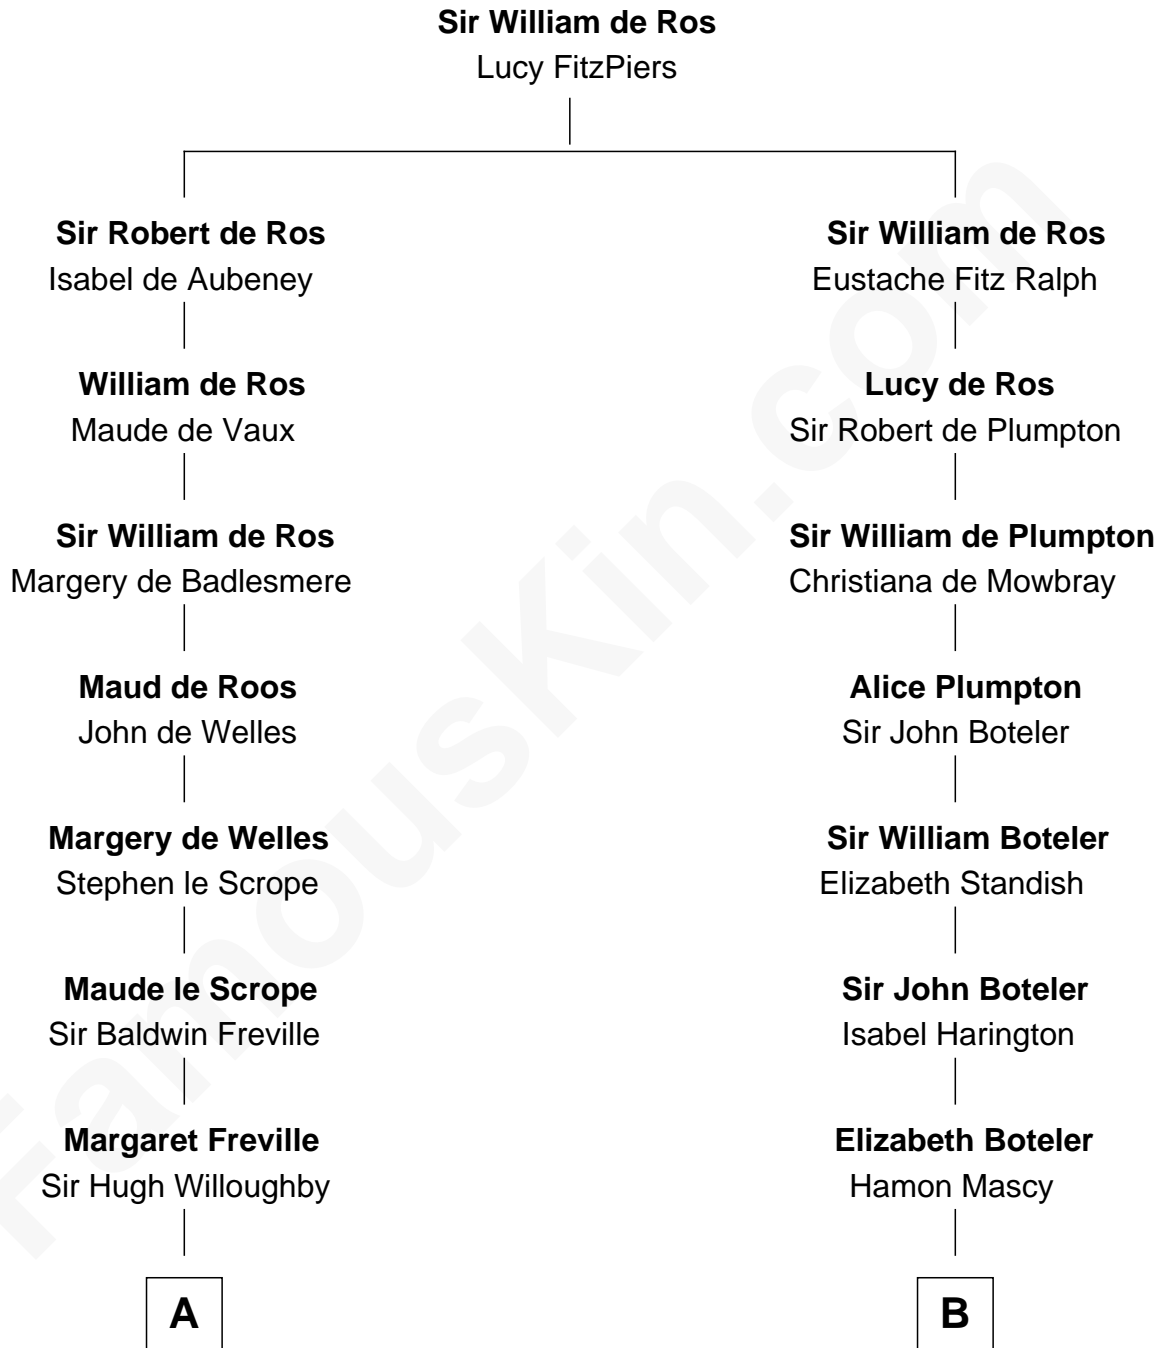 Sir William de Ros
Lucy FitzPiers
Sir Robert de Ros
Isabel de Aubeney
Sir William de Ros
Eustache Fitz Ralph
William de Ros
Maude de Vaux
Lucy de Ros
Sir Robert de Plumpton
Sir William de Ros
Margery de Badlesmere
Sir William de Plumpton
Christiana de Mowbray
Maud de Roos
John de Welles
Alice Plumpton
Sir John Boteler
Margery de Welles
Stephen le Scrope
Sir William Boteler
Elizabeth Standish
Maude le Scrope
Sir Baldwin Freville
Sir John Boteler
Isabel Harington
Margaret Freville
Sir Hugh Willoughby
Elizabeth Boteler
Hamon Mascy
A
B
FamousKin.com